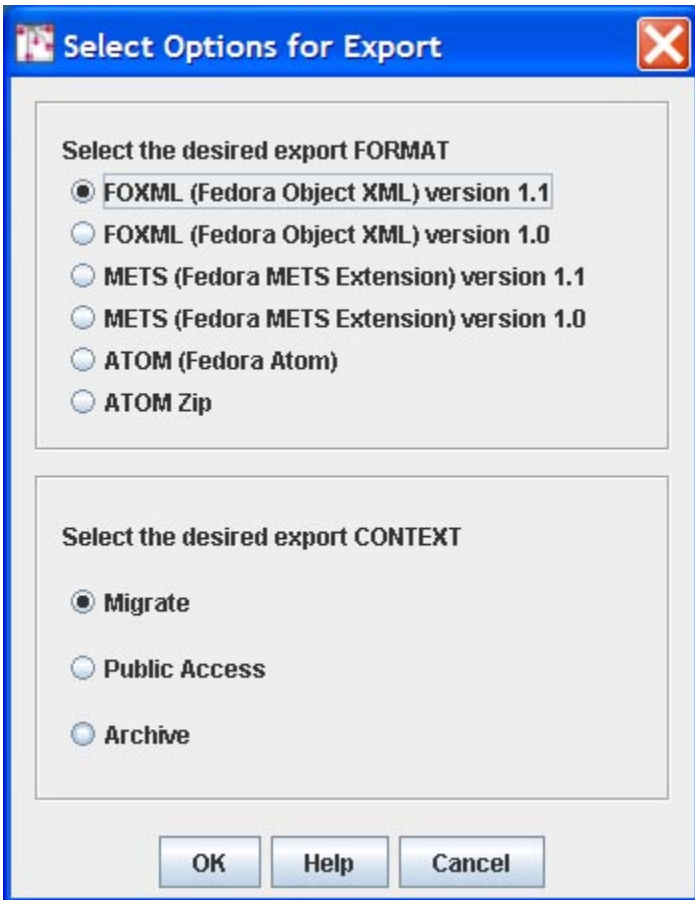 Select Options for Export
Select the desired export FORMAT
FOXML (Fedora Object XML) version 1.1
FOXML (Fedora Object XML) version 1.0
METS (Fedora METS Extension) version 1.1
METS (Fedora METS Extension) version 1.0
ATOM (Fedora Atom)
ATOM Zip
Select the desired export CONTEXT
Migrate
Public Access
Archive
OK Help Cancel